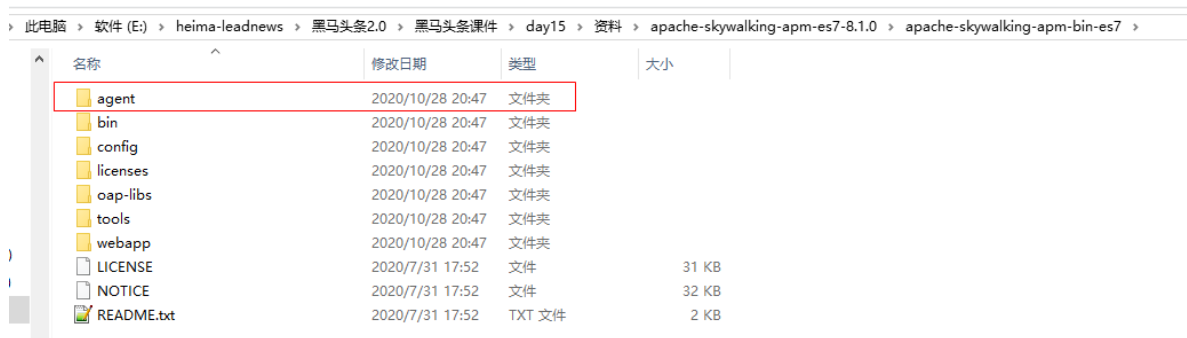 此电脑 › 软件 (E:) › heima-leadnews › 黑马头条2.0 › 黑马头条课件 › day15 › 资料 › apache-skywalking-apm-es7-8.1.0 › apache-skywalking-apm-bin-es7 ›
名称 修改日期 类型 大小
agent 2020/10/28 20:47 文件夹
bin 2020/10/28 20:47 文件夹
config 2020/10/28 20:47 文件夹
licenses 2020/10/28 20:47 文件夹
oap-libs 2020/10/28 20:47 文件夹
tools 2020/10/28 20:47 文件夹
webapp 2020/10/28 20:47 文件夹
LICENSE 2020/7/31 17:52 文件 31 KB
NOTICE 2020/7/31 17:52 文件 32 KB
README.txt 2020/7/31 17:52 TXT 文件 2 KB